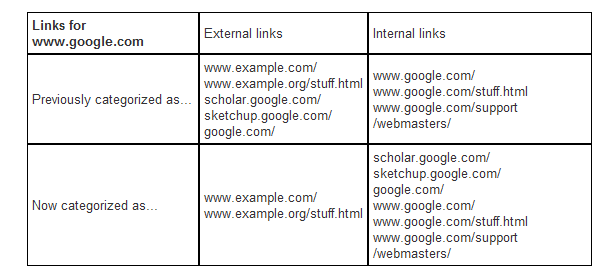 Links for
www.google.com
External links
Internal links
Previously categorized as...
www.example.com/
www.example.org/stuff.html
scholar.google.com/
sketchup.google.com/
google.com/
www.google.com/
www.google.com/stuff.html
www.google.com/support
/webmasters/
Now categorized as...
www.example.com/
www.example.org/stuff.html
scholar.google.com/
sketchup.google.com/
google.com/
www.google.com/
www.google.com/stuff.html
www.google.com/support
/webmasters/